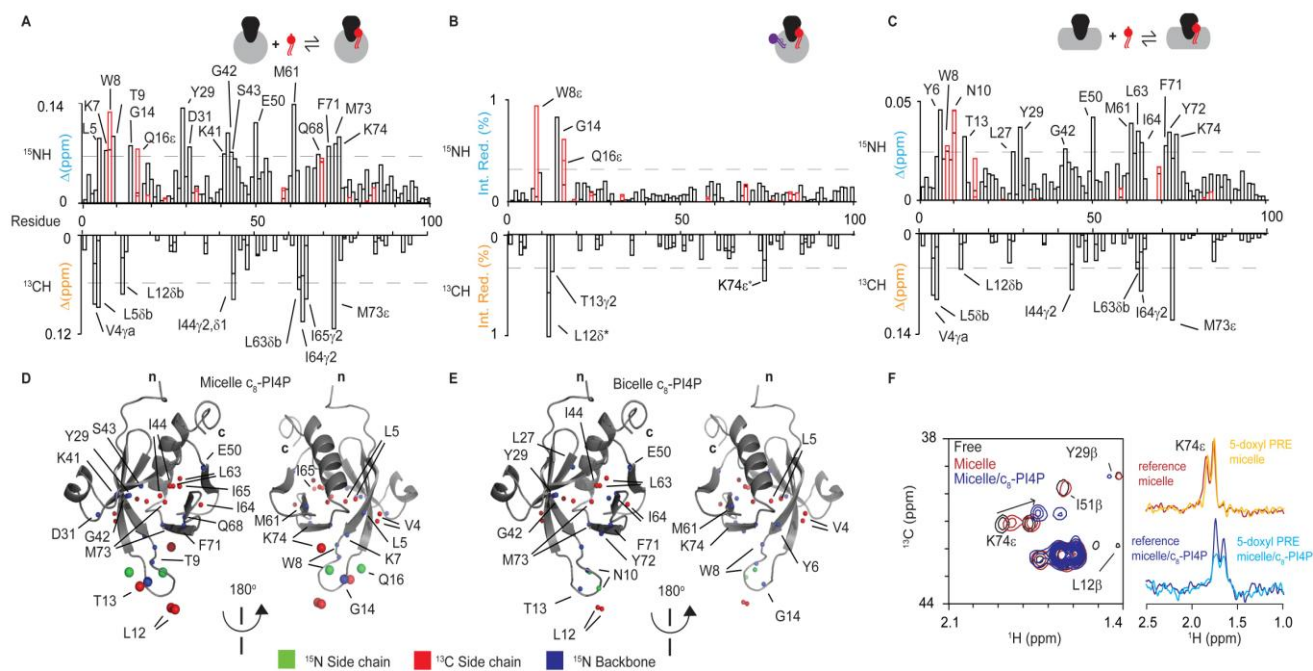 A
B
C
+
⇌
+
⇌
0.14
0
Δ(ppm)
¹⁵NH
L5
K7
W8
T9
G14
Q16ε
Y29
D31
K41
G42
S43
E50
M61
Q68
F71
M73
K74
1
0
Int. Red. (%)
¹⁵NH
W8ε
G14
Q16ε
0.05
0
Δ(ppm)
¹⁵NH
Y6
W8
N10
T13
L27
Y29
G42
E50
M61
L63
I64
F71
Y72
K74
Residue
0 50 100
0 50 100
0 50 100
0
0.12
Δ(ppm)
¹³CH
V4γa
L5δb
L12δb
I44γ2,δ1
L63δb
I64γ2
I65γ2
M73ε
0
1
Int. Red. (%)
¹³CH
T13γ2
L12δ*
K74ε*
0
0.14
Δ(ppm)
¹³CH
V4γa
L5δb
L12δb
I44γ2
L63δb
I64γ2
M73ε
D
Micelle c₈-PI4P
n
n
c
S43
Y29
K41
I44
E50
L63
I65
I64
Q68
F71
D31
G42
M73
T9
T13
L12
I65
L5
M61
K74
W8
V4
L5
K7
Q16
G14
180°
E
Bicelle c₈-PI4P
n
n
c
c
I44
L27
Y29
E50
L63
I64
F71
Y72
G42
M73
N10
T13
L12
L5
M61
K74
W8
V4
Y6
G14
180°
¹⁵N Side chain
¹³C Side chain
¹⁵N Backbone
F
38
44
¹³C (ppm)
2.1
1.4
¹H (ppm)
Free
Micelle
Micelle/c₈-PI4P
Y29β
I51β
K74ε
L12β
K74ε
reference
micelle
5-doxyl PRE
micelle
reference
micelle/c₈-PI4P
5-doxyl PRE
micelle/c₈-PI4P
2.5 2.0 1.5 1.0
¹H (ppm)